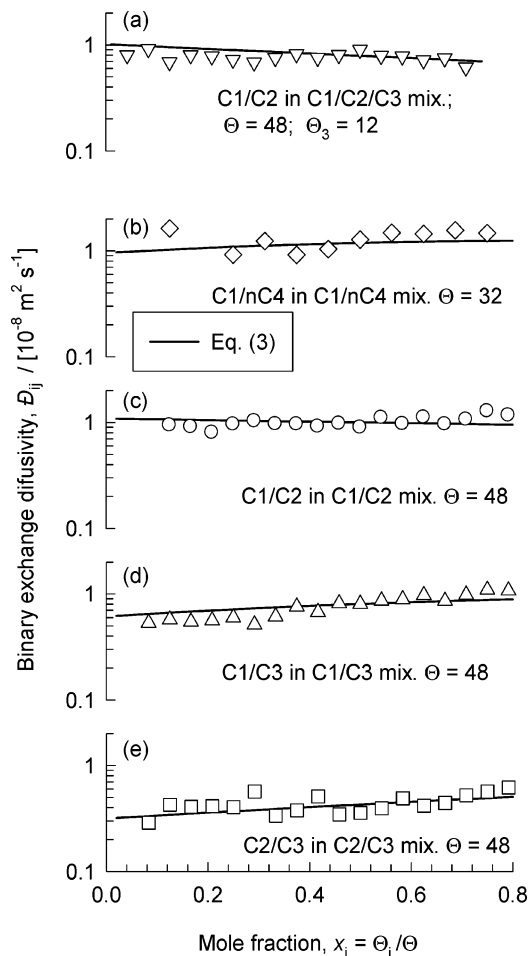 (a)
1
0.1
C1/C2 in C1/C2/C3 mix.;
Θ = 48; Θ3 = 12
(b)
1
0.1
C1/nC4 in C1/nC4 mix. Θ = 32
Eq. (3)
(c)
1
0.1
C1/C2 in C1/C2 mix. Θ = 48
(d)
1
0.1
C1/C3 in C1/C3 mix. Θ = 48
(e)
1
0.1
C2/C3 in C2/C3 mix. Θ = 48
0.0 0.2 0.4 0.6 0.8
Mole fraction, xi = Θi/Θ
Binary exchange difusivity, Đij / [10-8 m2 s-1]